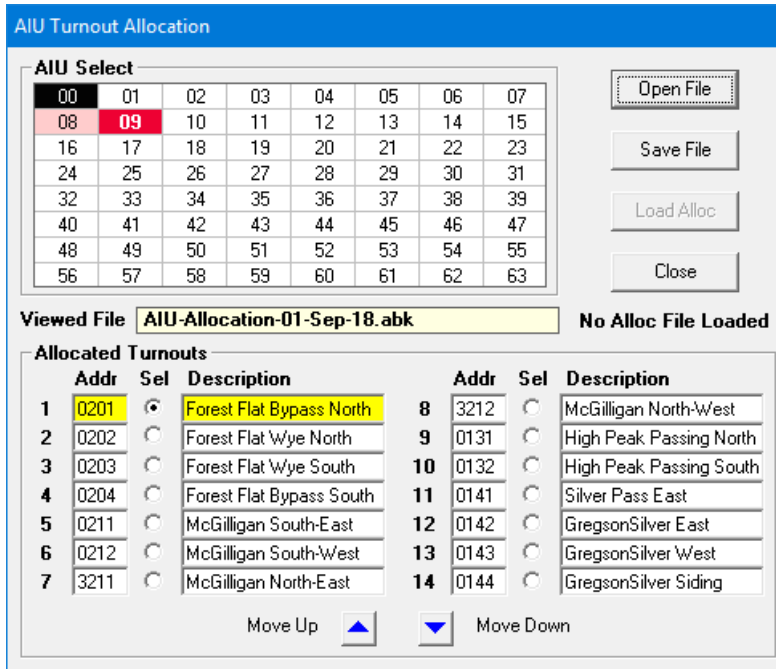 AIU Turnout Allocation
AIU Select
00 01 02 03 04 05 06 07
08 09 10 11 12 13 14 15
16 17 18 19 20 21 22 23
24 25 26 27 28 29 30 31
32 33 34 35 36 37 38 39
40 41 42 43 44 45 46 47
48 49 50 51 52 53 54 55
56 57 58 59 60 61 62 63
Open File
Save File
Load Alloc
Close
Viewed File AIU-Allocation-01-Sep-18.abk No Alloc File Loaded
Allocated Turnouts
Addr Sel Description Addr Sel Description
1 0201 Forest Flat Bypass North 8 3212 McGilligan North-West
2 0202 Forest Flat Wye North 9 0131 High Peak Passing North
3 0203 Forest Flat Wye South 10 0132 High Peak Passing South
4 0204 Forest Flat Bypass South 11 0141 Silver Pass East
5 0211 McGilligan South-East 12 0142 GregsonSilver East
6 0212 McGilligan South-West 13 0143 GregsonSilver West
7 3211 McGilligan North-East 14 0144 GregsonSilver Siding
Move Up Move Down